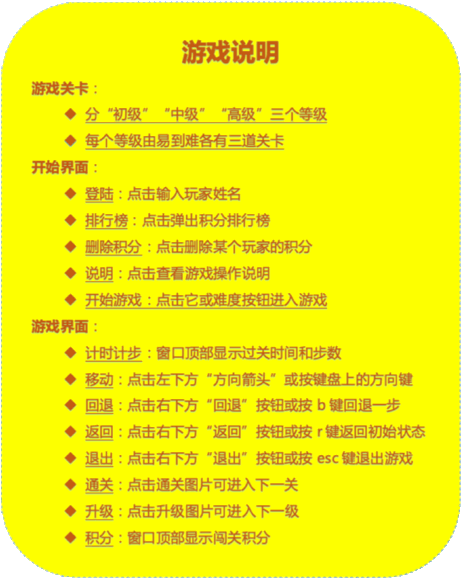 游戏说明
游戏关卡：
◆ 分“初级”“中级”“高级”三个等级
◆ 每个等级由易到难各有三道关卡
开始界面：
◆ 登陆：点击输入玩家姓名
◆ 排行榜：点击弹出积分排行榜
◆ 删除积分：点击删除某个玩家的积分
◆ 说明：点击查看游戏操作说明
◆ 开始游戏：点击它或难度按钮进入游戏
游戏界面：
◆ 计时计步：窗口顶部显示过关时间和步数
◆ 移动：点击左下方“方向箭头”或按键盘上的方向键
◆ 回退：点击右下方“回退”按钮或按 b 键回退一步
◆ 返回：点击右下方“返回”按钮或按 r 键返回初始状态
◆ 退出：点击右下方“退出”按钮或按 esc 键退出游戏
◆ 通关：点击通关图片可进入下一关
◆ 升级：点击升级图片可进入下一级
◆ 积分：窗口顶部显示闯关积分